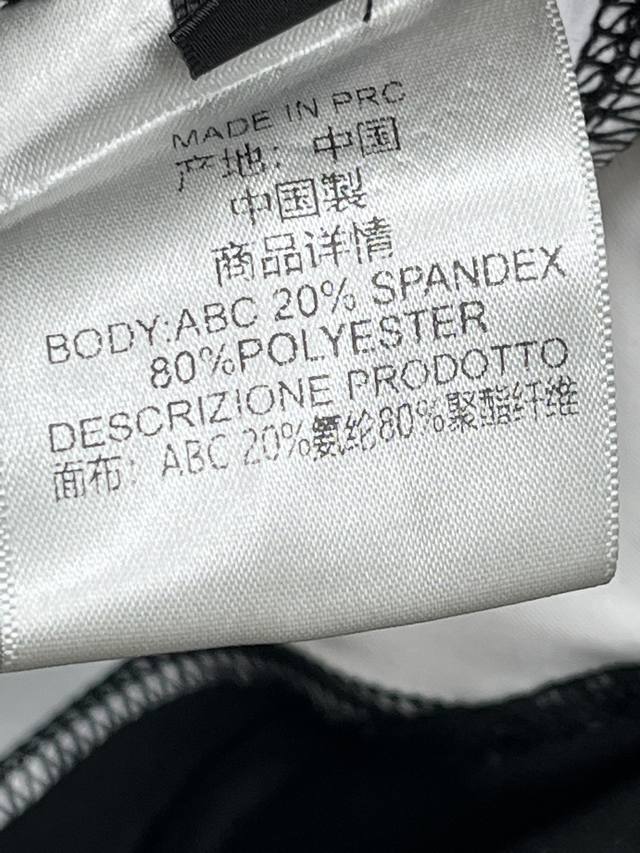 MADE IN PRC
产地：中国
中国製
商品详情
BODY:ABC 20% SPANDEX
80%POLYESTER
DESCRIZIONE PRODOTTO
面布：ABC 20%氨纶80%聚酯纤维